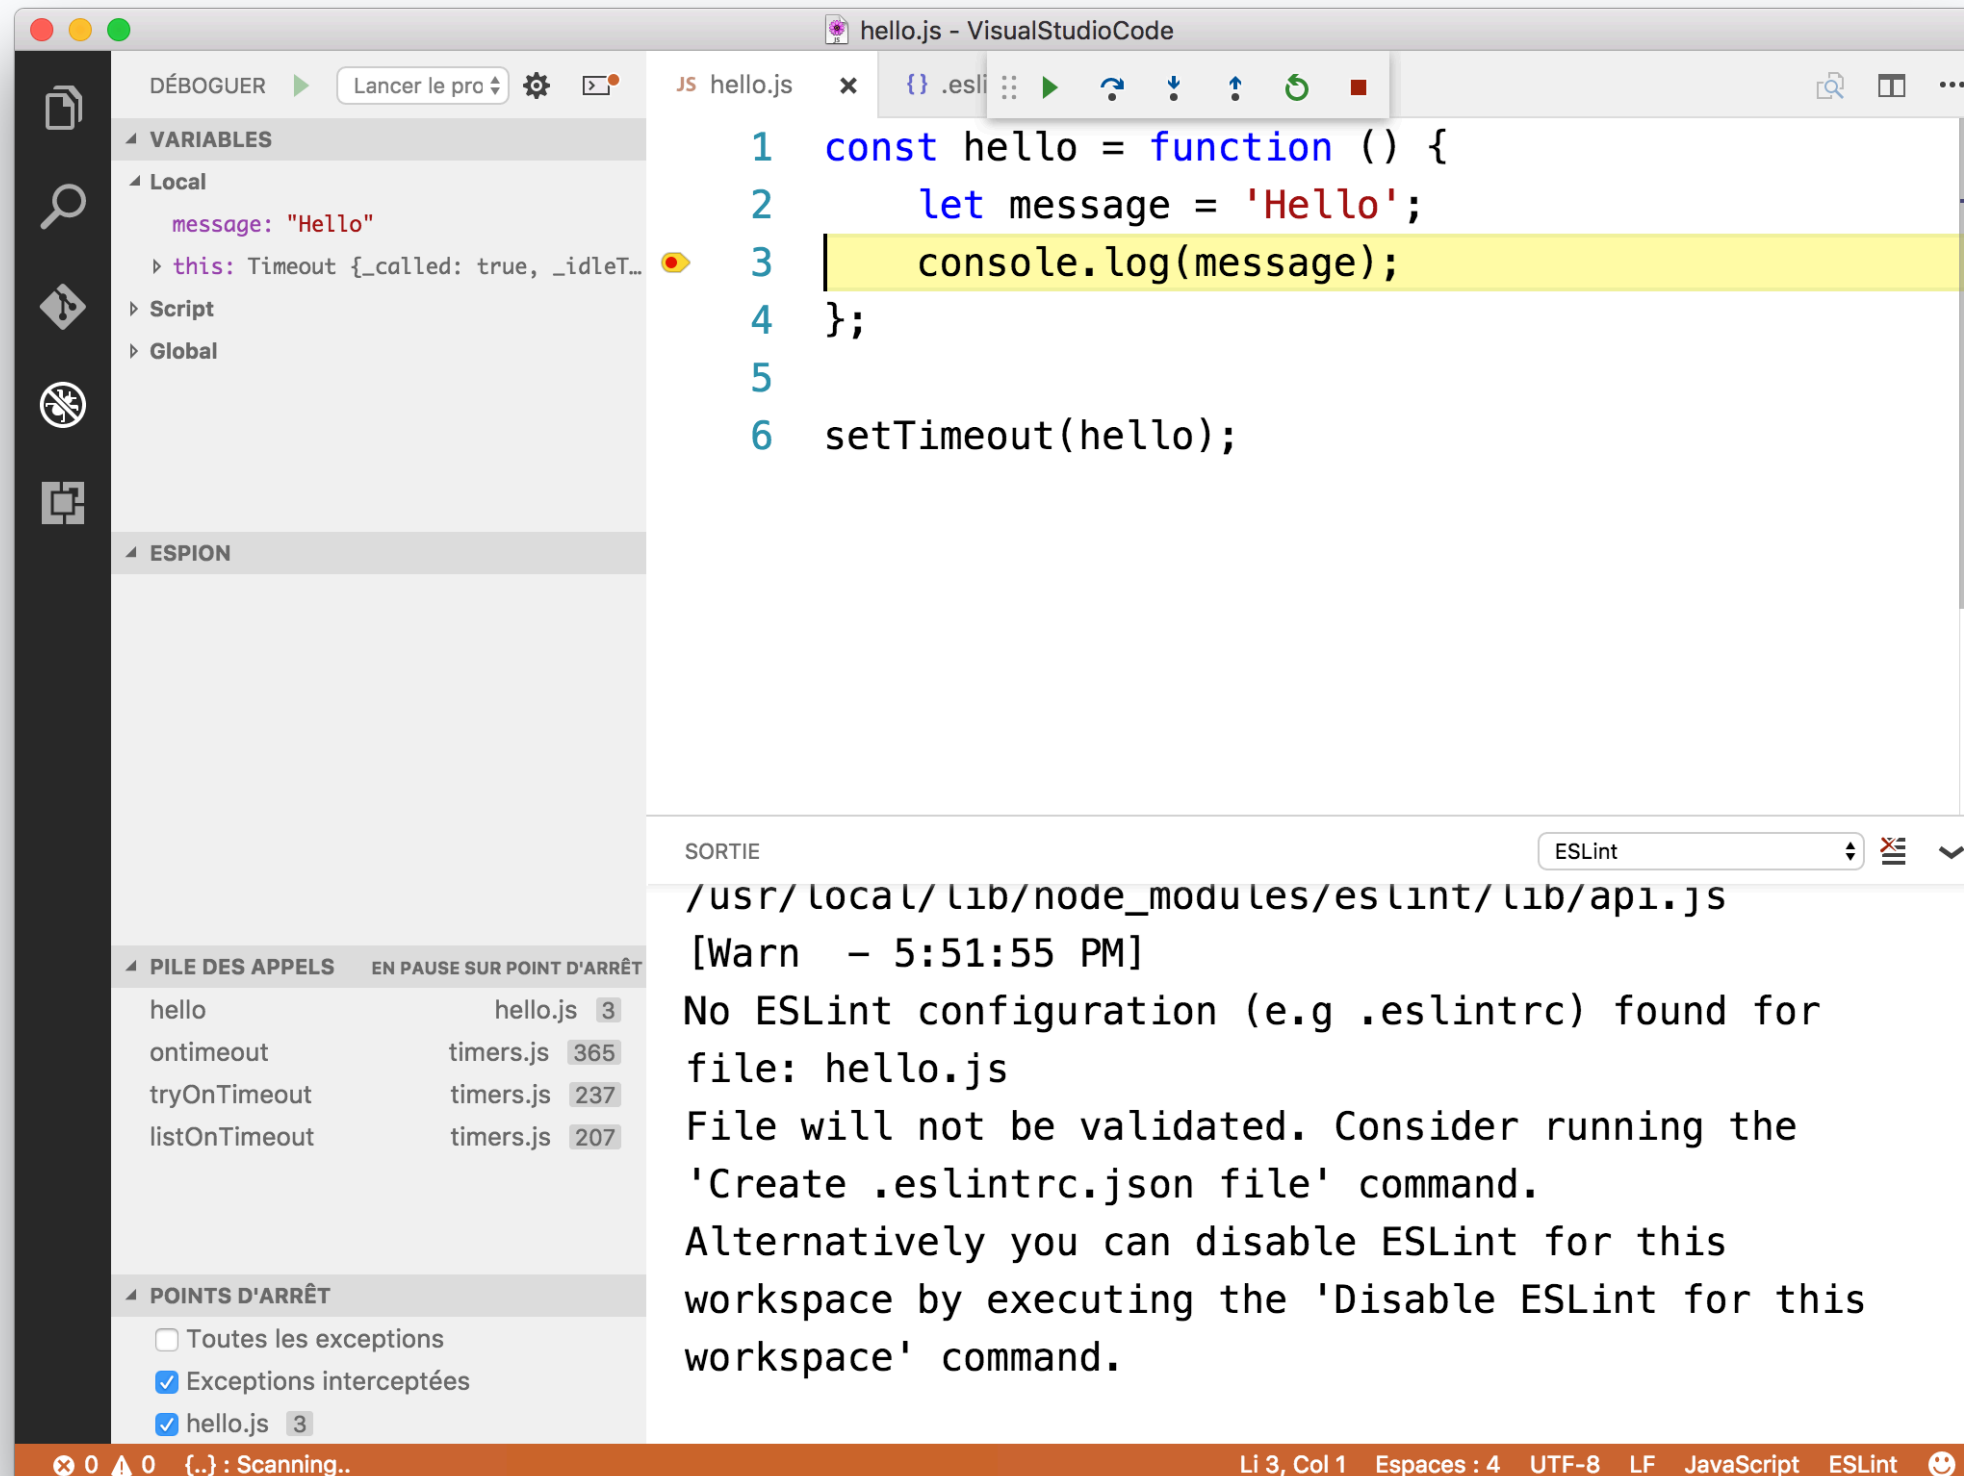 hello.js - VisualStudioCode
DÉBOGUER Lancer le pro
JS hello.js {} .esli
VARIABLES
Local
message: "Hello"
this: Timeout {_called: true, _idleT…
Script
Global
ESPION
PILE DES APPELS EN PAUSE SUR POINT D'ARRÊT
hello hello.js 3
ontimeout timers.js 365
tryOnTimeout timers.js 237
listOnTimeout timers.js 207
POINTS D'ARRÊT
Toutes les exceptions
Exceptions interceptées
hello.js 3
1 const hello = function () {
2 let message = 'Hello';
3 console.log(message);
4 };
5
6 setTimeout(hello);
SORTIE ESLint
/usr/local/lib/node_modules/eslint/lib/api.js
[Warn  – 5:51:55 PM]
No ESLint configuration (e.g .eslintrc) found for
file: hello.js
File will not be validated. Consider running the
'Create .eslintrc.json file' command.
Alternatively you can disable ESLint for this
workspace by executing the 'Disable ESLint for this
workspace' command.
0 0 {..} : Scanning.. Li 3, Col 1 Espaces : 4 UTF-8 LF JavaScript ESLint